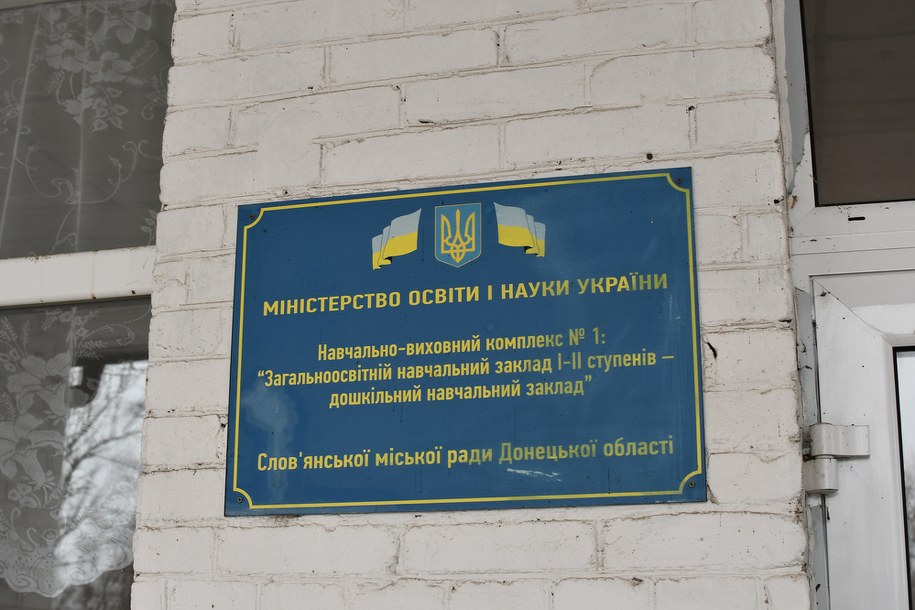 МІНІСТЕРСТВО ОСВІТИ І НАУКИ УКРАЇНИ
Навчально-виховний комплекс № 1:
“Загальноосвітній навчальний заклад І-ІІ ступенів –
дошкільний навчальний заклад”
Слов'янської міської ради Донецької області